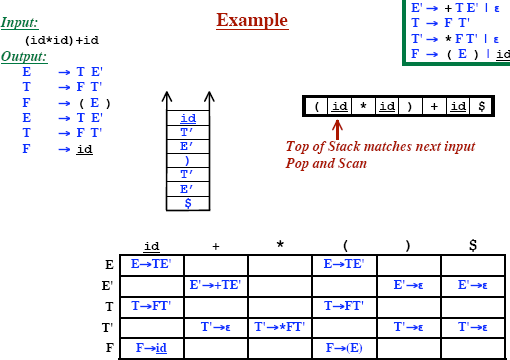 Example
Input:
(id*id)+id
Output:
E → T E'
T → F T'
F → ( E )
E → T E'
T → F T'
F → id
E' → + T E' | ε
T → F T'
T' → * F T' | ε
F → ( E ) | id
id
T'
E'
)
T'
E'
$
( id * id ) + id $
Top of Stack matches next input
Pop and Scan
id + * ( ) $
E E→TE' E→TE'
E' E'→+TE' E'→ε E'→ε
T T→FT' T→FT'
T' T'→ε T'→*FT' T'→ε T'→ε
F F→id F→(E)